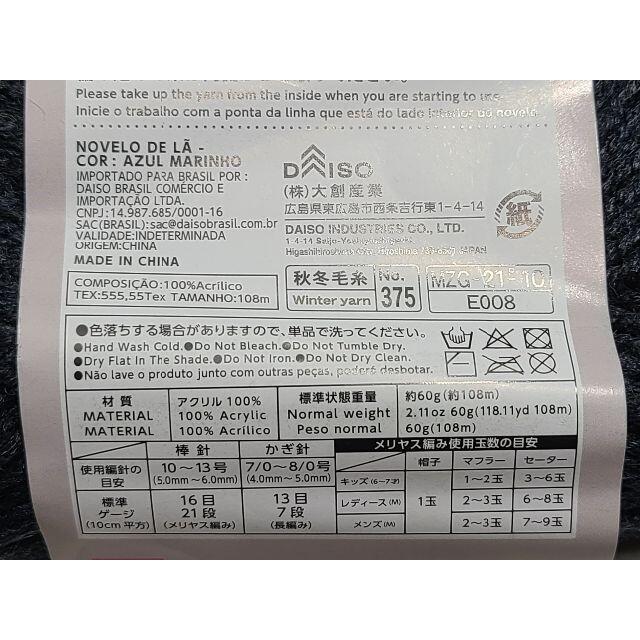 Please take up the yarn from the inside when you are starting to use.
Inicie o trabalho com a ponta da linha que está do lado interior do novelo.
NOVELO DE LÃ -
COR: AZUL MARINHO
IMPORTADO PARA BRASIL POR :
DAISO BRASIL COMÉRCIO E
IMPORTAÇÃO LTDA.
CNPJ:14.987.685/0001-16
SAC(BRASIL):sac@daisobrasil.com.br
VALIDADE:INDETERMINADA
ORIGEM:CHINA
MADE IN CHINA
DAISO
(株)大創産業
広島県東広島市西条吉行東1-4-14
DAISO INDUSTRIES CO., LTD.
1-4-14 Saijo-Yoshiyukihigashi
Higashihiroshima Hiroshima JAPAN
紙
COMPOSIÇÃO:100%Acrílico
TEX:555,55Tex TAMANHO:108m
秋冬毛糸
Winter yarn
No.
375
MZG-21-10
E008
●色落ちする場合がありますので、単品で洗ってください。
●Hand Wash Cold.●Do Not Bleach.●Do Not Tumble Dry.
●Dry Flat In The Shade.●Do Not Iron.●Do Not Dry Clean.
●Não lave o produto junto com outras peças, poderá desbotar.
材質 アクリル 100% 標準状態重量 約60g(約108m)
MATERIAL 100% Acrylic Normal weight 2.11oz 60g(118.11yd 108m)
MATERIAL 100% Acrílico Peso normal 60g(108m)
棒針 かぎ針
使用編針の目安 10〜13号 (5.0mm〜6.0mm) 7/0〜8/0号 (4.0mm〜5.0mm)
標準ゲージ (10cm平方) 16目 21段 (メリヤス編み) 13目 7段 (長編み)
メリヤス編み使用玉数の目安
帽子 マフラー セーター
キッズ(6〜7才) 1玉 1〜2玉 3〜6玉
レディース(M) 2〜3玉 6〜8玉
メンズ(M) 2〜3玉 7〜9玉